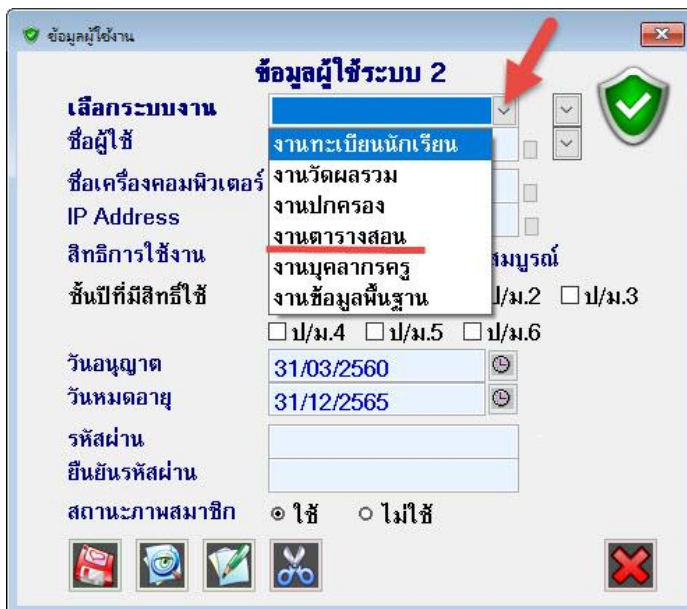 ข้อมูลผู้ใช้งาน
ข้อมูลผู้ใช้ระบบ 2
เลือกระบบงาน
ชื่อผู้ใช้
งานทะเบียนนักเรียน
งานวัดผลรวม
ชื่อเครื่องคอมพิวเตอร์
งานปกครอง
IP Address
งานตารางสอน
สิทธิการใช้งาน
สมบูรณ์
งานบุคลากรครู
ชั้นปีที่มีสิทธิ์ใช้
งานข้อมูลพื้นฐาน
ป/ม.2 ป/ม.3
ป/ม.4 ป/ม.5 ป/ม.6
วันอนุญาต 31/03/2560
วันหมดอายุ 31/12/2565
รหัสผ่าน
ยืนยันรหัสผ่าน
สถานะภาพสมาชิก ใช้ ไม่ใช้